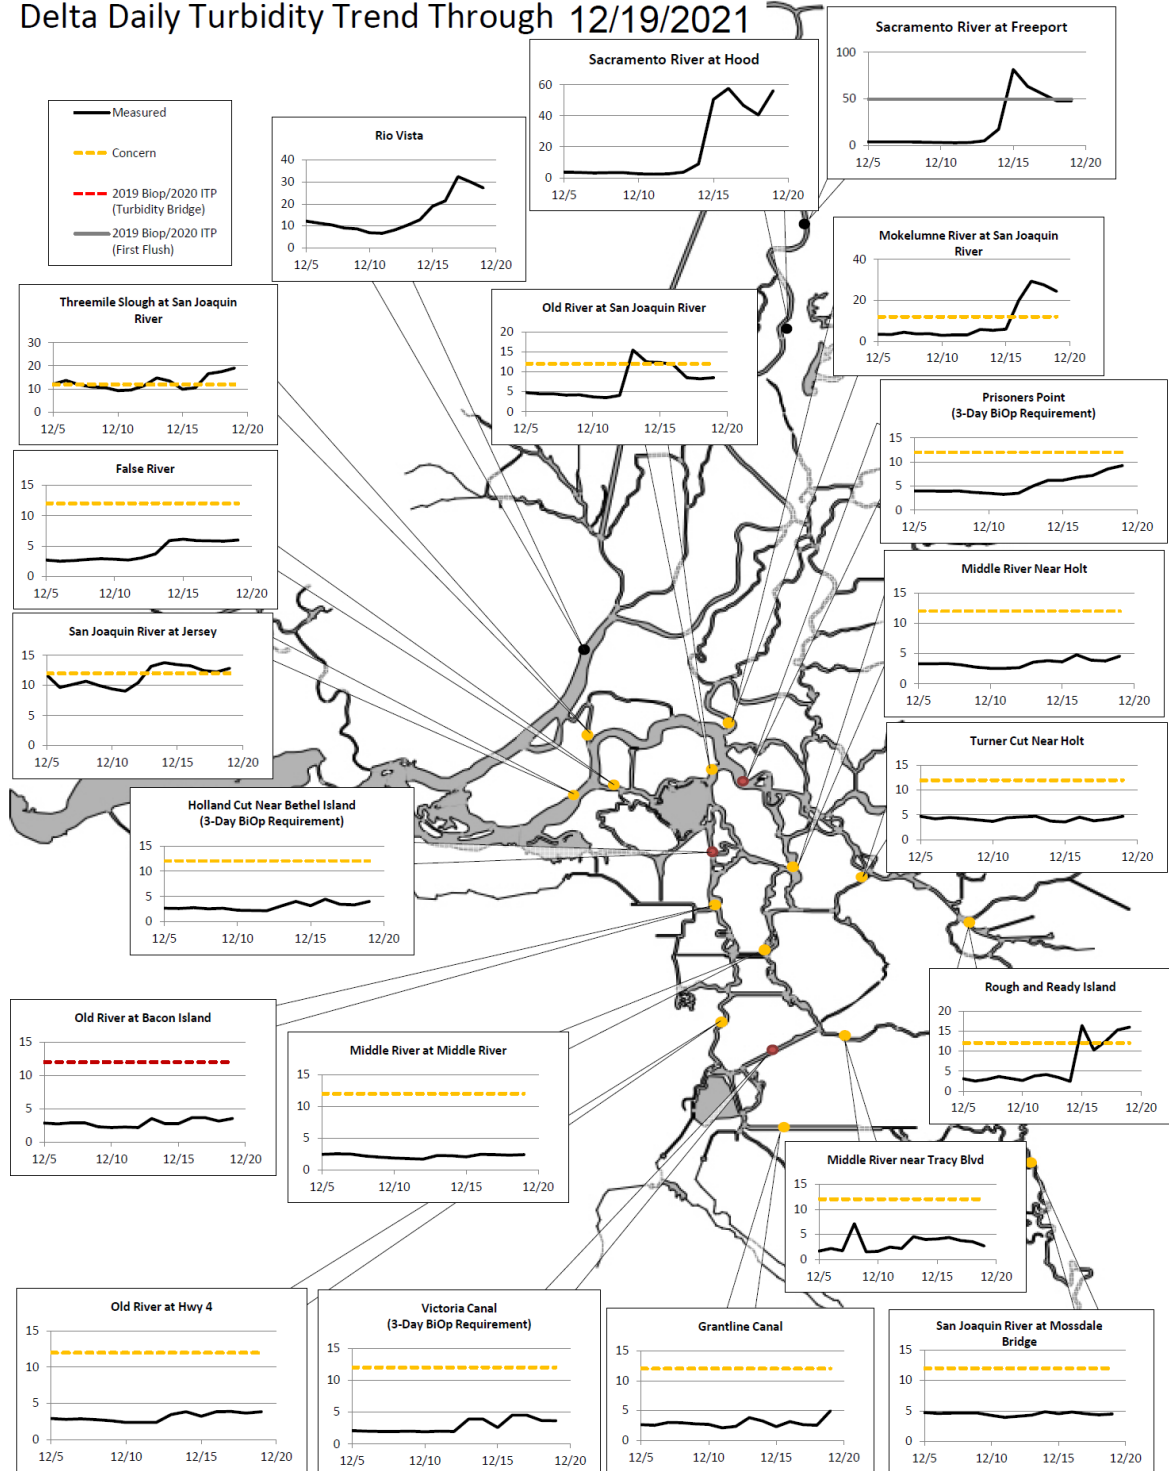 Delta Daily Turbidity Trend Through 12/19/2021
Measured
Concern
2019 Biop/2020 ITP
(Turbidity Bridge)
2019 Biop/2020 ITP
(First Flush)
Sacramento River at Freeport
100
50
0
12/5 12/10 12/15 12/20
Sacramento River at Hood
60
40
20
0
12/5 12/10 12/15 12/20
Rio Vista
40
30
20
10
0
12/5 12/10 12/15 12/20
Mokelumne River at San Joaquin
River
40
20
0
12/5 12/10 12/15 12/20
Threemile Slough at San Joaquin
River
30
20
10
0
12/5 12/10 12/15 12/20
Old River at San Joaquin River
20
15
10
5
0
12/5 12/10 12/15 12/20
Prisoners Point
(3-Day BiOp Requirement)
15
10
5
0
12/5 12/10 12/15 12/20
False River
15
10
5
0
12/5 12/10 12/15 12/20
Middle River Near Holt
15
10
5
0
12/5 12/10 12/15 12/20
San Joaquin River at Jersey
15
10
5
0
12/5 12/10 12/15 12/20
Turner Cut Near Holt
15
10
5
0
12/5 12/10 12/15 12/20
Holland Cut Near Bethel Island
(3-Day BiOp Requirement)
15
10
5
0
12/5 12/10 12/15 12/20
Rough and Ready Island
20
15
10
5
0
12/5 12/10 12/15 12/20
Old River at Bacon Island
15
10
5
0
12/5 12/10 12/15 12/20
Middle River at Middle River
15
10
5
0
12/5 12/10 12/15 12/20
Middle River near Tracy Blvd
15
10
5
0
12/5 12/10 12/15 12/20
Old River at Hwy 4
15
10
5
0
12/5 12/10 12/15 12/20
Victoria Canal
(3-Day BiOp Requirement)
15
10
5
0
12/5 12/10 12/15 12/20
Grantline Canal
15
10
5
0
12/5 12/10 12/15 12/20
San Joaquin River at Mossdale
Bridge
15
10
5
0
12/5 12/10 12/15 12/20